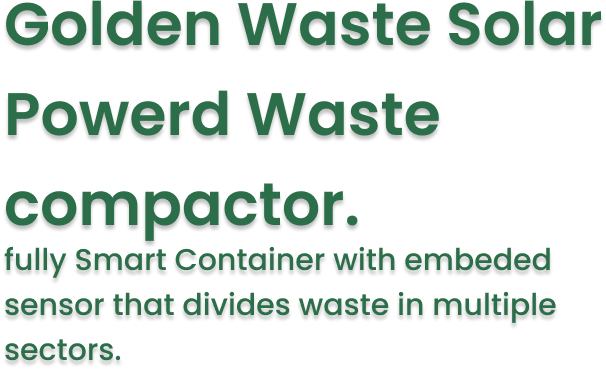 Golden Waste Solar
Powerd Waste
compactor.
fully Smart Container with embeded
sensor that divides waste in multiple
sectors.